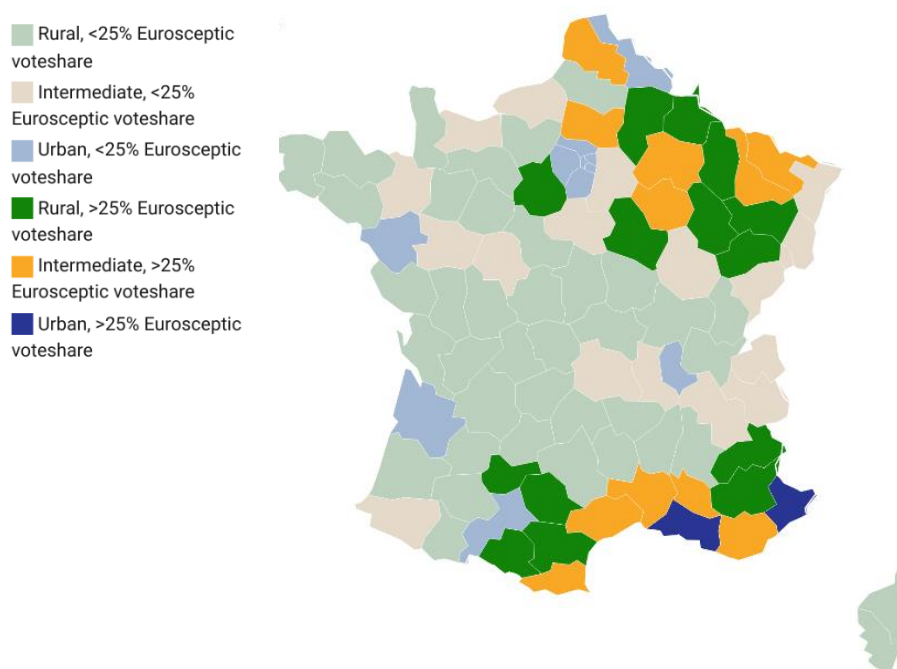 Rural, <25% Eurosceptic
voteshare
Intermediate, <25%
Eurosceptic voteshare
Urban, <25% Eurosceptic
voteshare
Rural, >25% Eurosceptic
voteshare
Intermediate, >25%
Eurosceptic voteshare
Urban, >25% Eurosceptic
voteshare